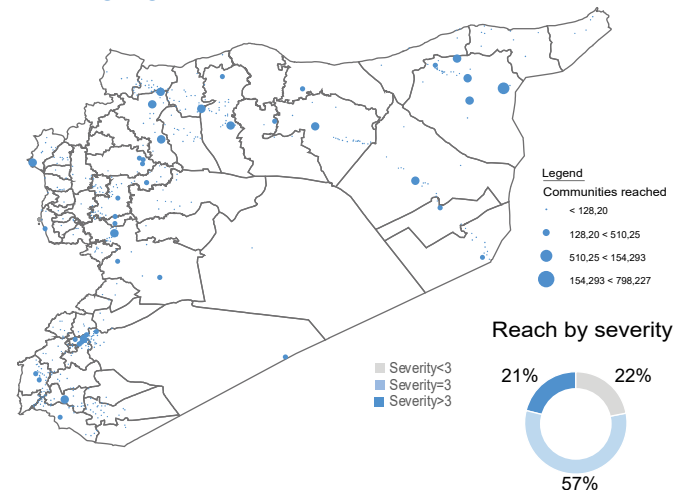 Legend
Communities reached
< 128,20
128,20 < 510,25
510,25 < 154,293
154,293 < 798,227
Reach by severity
Severity<3
Severity=3
Severity>3
21%
22%
57%